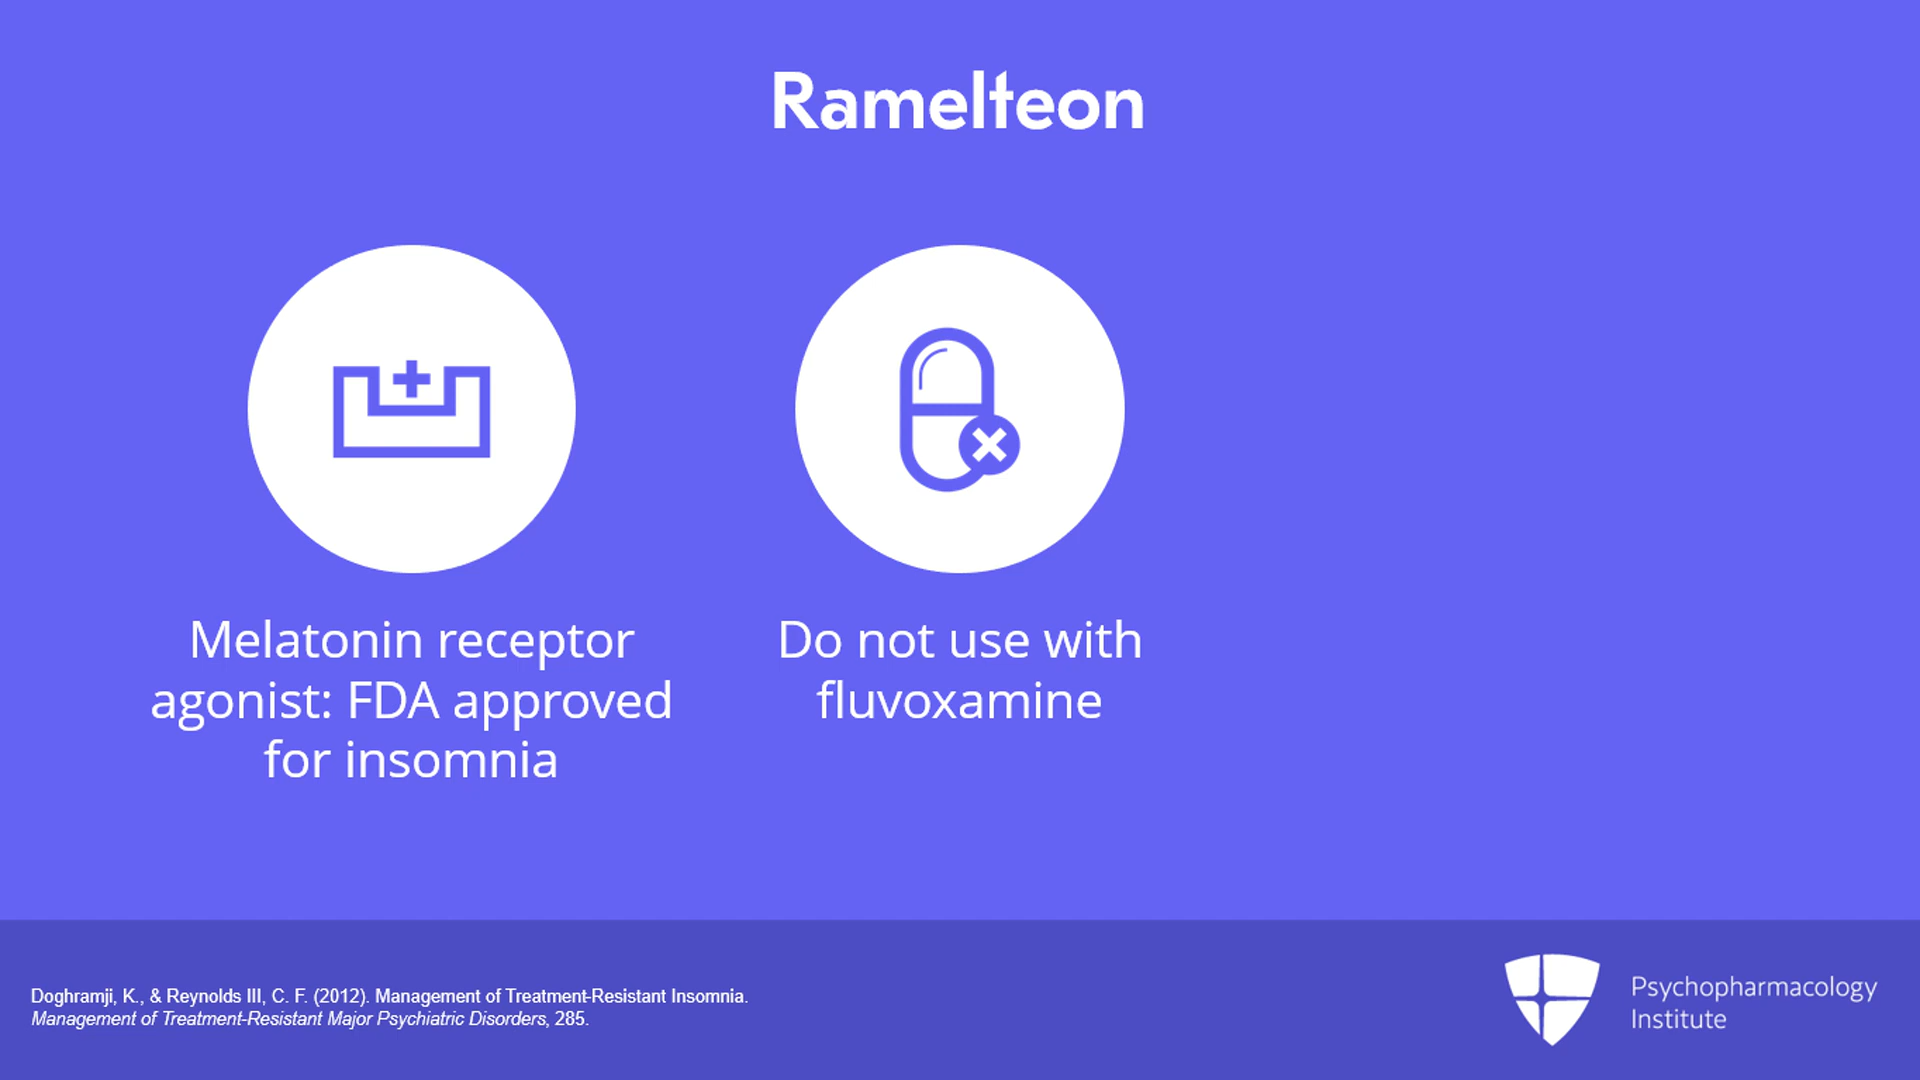 Ramelteon
Melatonin receptor
agonist: FDA approved
for insomnia
Do not use with
fluvoxamine
Doghramji, K., & Reynolds III, C. F. (2012). Management of Treatment-Resistant Insomnia.
Management of Treatment-Resistant Major Psychiatric Disorders, 285.
Psychopharmacology
Institute